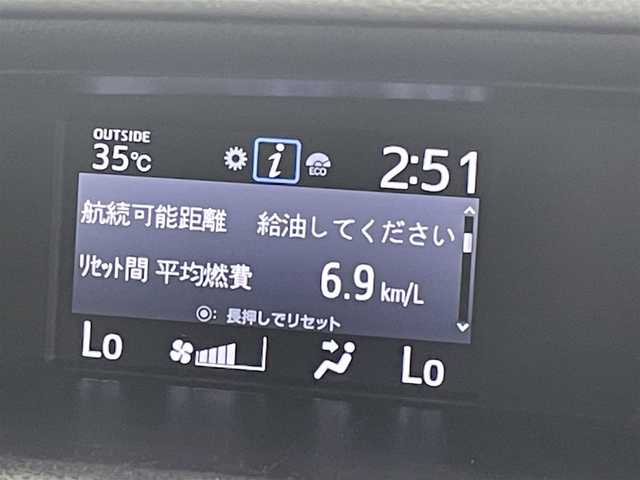 OUTSIDE
35℃ i ECO 2:51
航続可能距離 給油してください
リセット間 平均燃費 6.9 km/L
◉: 長押しでリセット
Lo Lo